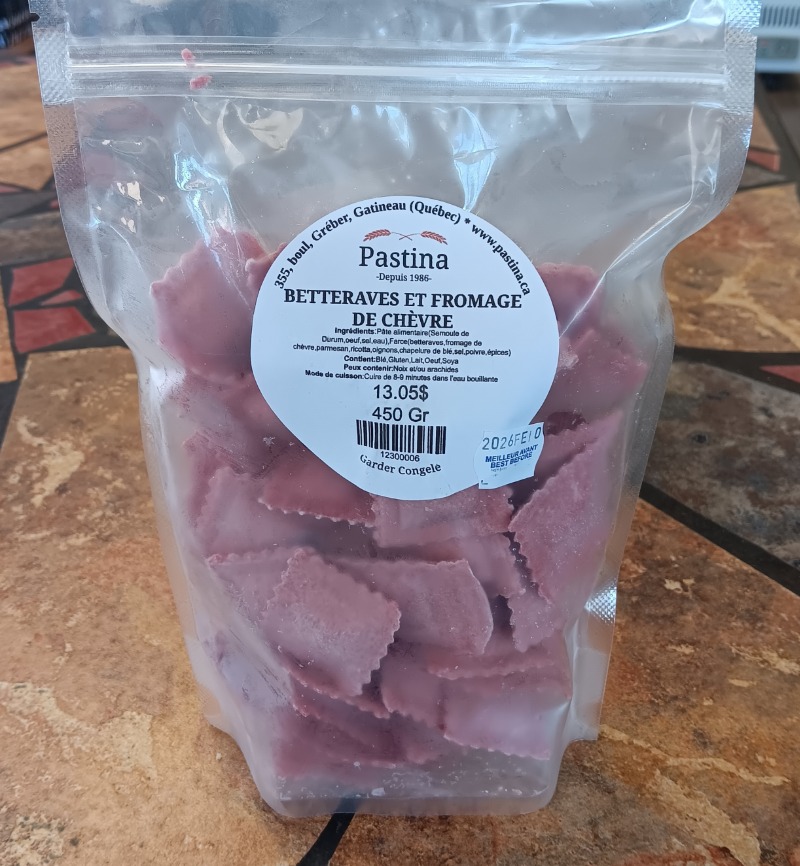 355, boul, Gréber, Gatineau (Québec) * www.pastina.ca
Pastina
-Depuis 1986-
BETTERAVES ET FROMAGE
DE CHÈVRE
Ingrédients:Pâte alimentaire(Semoule de
Durum,oeuf,sel,eau),Farce(betteraves,fromage de
chèvre,parmesan,ricotta,oignons,chapelure de blé,sel,poivre,épices)
Contient:Blé,Gluten,Lait,Oeuf,Soya
Peux contenir:Noix et/ou arachides
Mode de cuisson:Cuire de 8-9 minutes dans l'eau bouillante
13.05$
450 Gr
12300006
Garder Congele
2026FE
MEILLEUR AVANT
BEST BEFORE